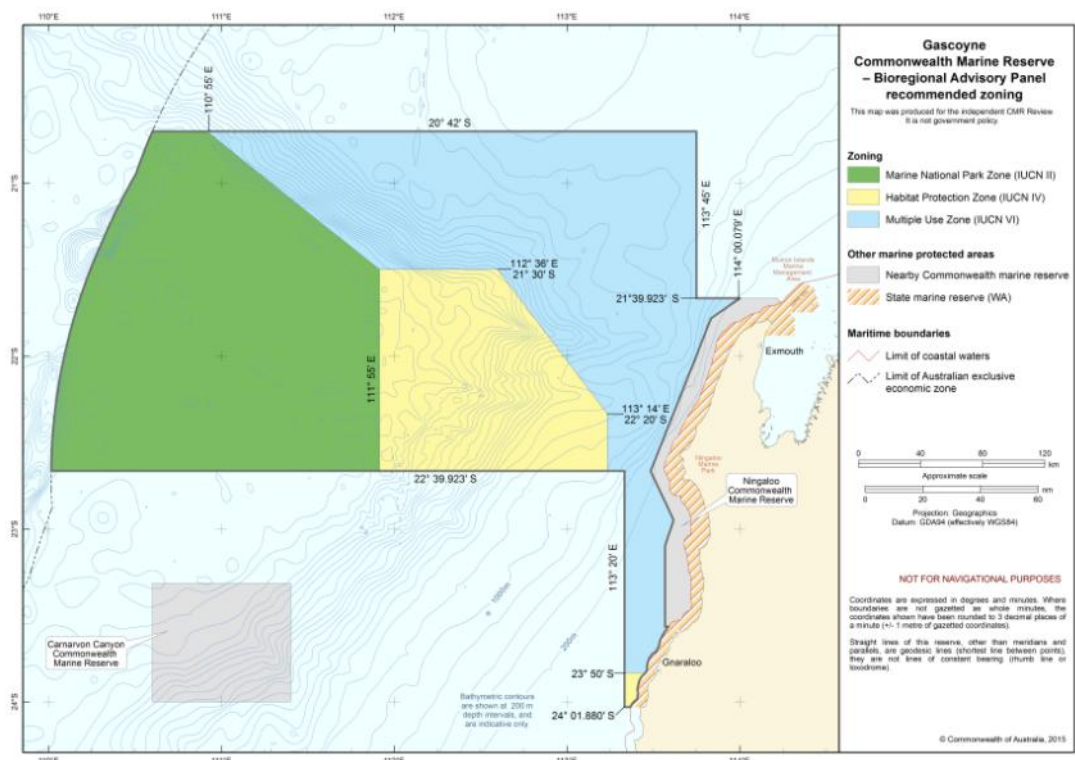 110°E
111°E
112°E
113°E
114°E
Gascoyne
Commonwealth Marine Reserve
– Bioregional Advisory Panel
recommended zoning
This map was produced for the independent CMR Review
It is not government policy.
Zoning
Marine National Park Zone (IUCN II)
Habitat Protection Zone (IUCN IV)
Multiple Use Zone (IUCN VI)
Other marine protected areas
Nearby Commonwealth marine reserve
State marine reserve (WA)
Maritime boundaries
Limit of coastal waters
Limit of Australian exclusive
economic zone
0 40 80 120
km
Approximate scale
nm
0 20 40 60
Projection: Geographics
Datum: GDA94 (effectively WGS84)
NOT FOR NAVIGATIONAL PURPOSES
Coordinates are expressed in degrees and minutes. Where
boundaries are not gazetted as whole minutes, the
coordinates shown have been rounded to 3 decimal places of
a minute (+/- 1 metre of gazetted coordinates).
Straight lines of this reserve, other than meridians and
parallels, are geodesic lines (shortest line between points),
they are not lines of constant bearing (rhumb line or
loxodrome).
© Commonwealth of Australia, 2015
110° 55' E
20° 42' S
21°S
113° 45' E
114° 00.079' E
112° 36' E
21° 30' S
Muiron Islands
Marine
Management
Area
21°39.923' S
22°S
Exmouth
111° 55' E
113° 14' E
22° 20' S
22° 39.923' S
Ningaloo
Marine
Park
Ningaloo
Commonwealth
Marine Reserve
23°S
113° 20' E
1000m
200m
Carnarvon Canyon
Commonwealth
Marine Reserve
Gnaraloo
23° 50' S
24°S
Bathymetric contours
are shown at 200 m
depth intervals, and
are indicative only.
24° 01.880' S